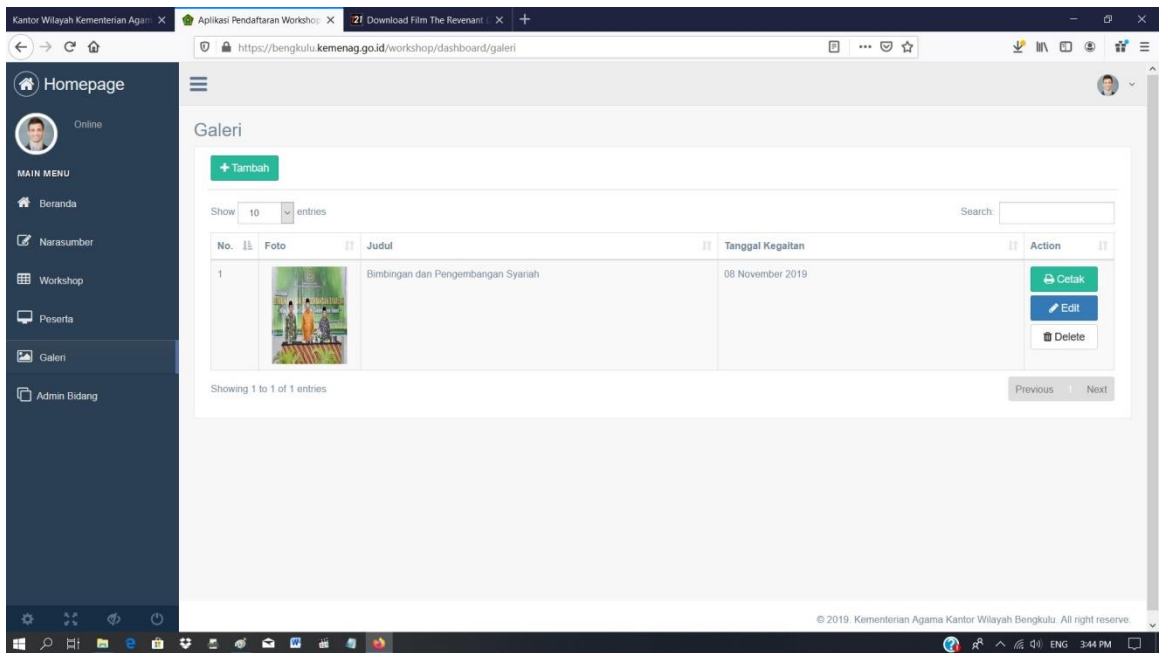 Kantor Wilayah Kementerian Agam
Aplikasi Pendaftaran Workshop
21 Download Film The Revenant (
https://bengkulu.kemenag.go.id/workshop/dashboard/galeri
Homepage
Online
MAIN MENU
Beranda
Narasumber
Workshop
Peserta
Galeri
Admin Bidang
Galeri
+ Tambah
Show 10 entries
Search:
No. Foto Judul Tanggal Kegaitan Action
1 Bimbingan dan Pengembangan Syariah 08 November 2019
Cetak
Edit
Delete
Showing 1 to 1 of 1 entries
Previous 1 Next
© 2019. Kementerian Agama Kantor Wilayah Bengkulu. All right reserve.
ENG 3:44 PM